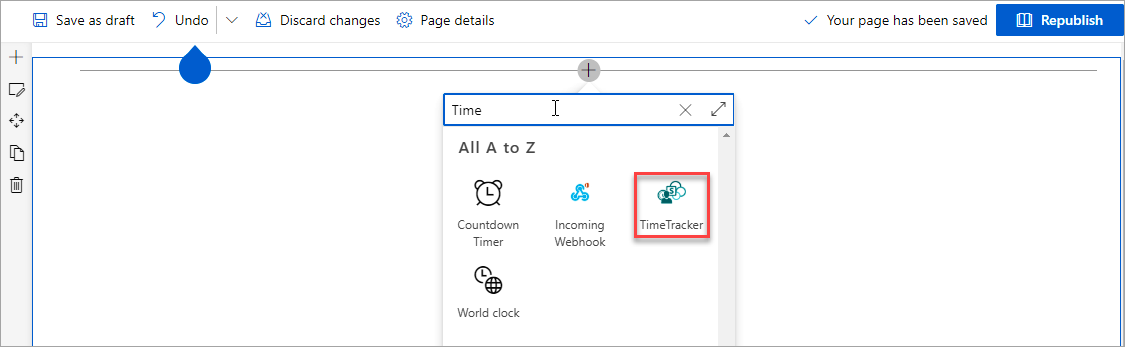 Save as draft Undo Discard changes Page details Your page has been saved Republish
Time
All A to Z
Countdown Timer
Incoming Webhook
TimeTracker
World clock